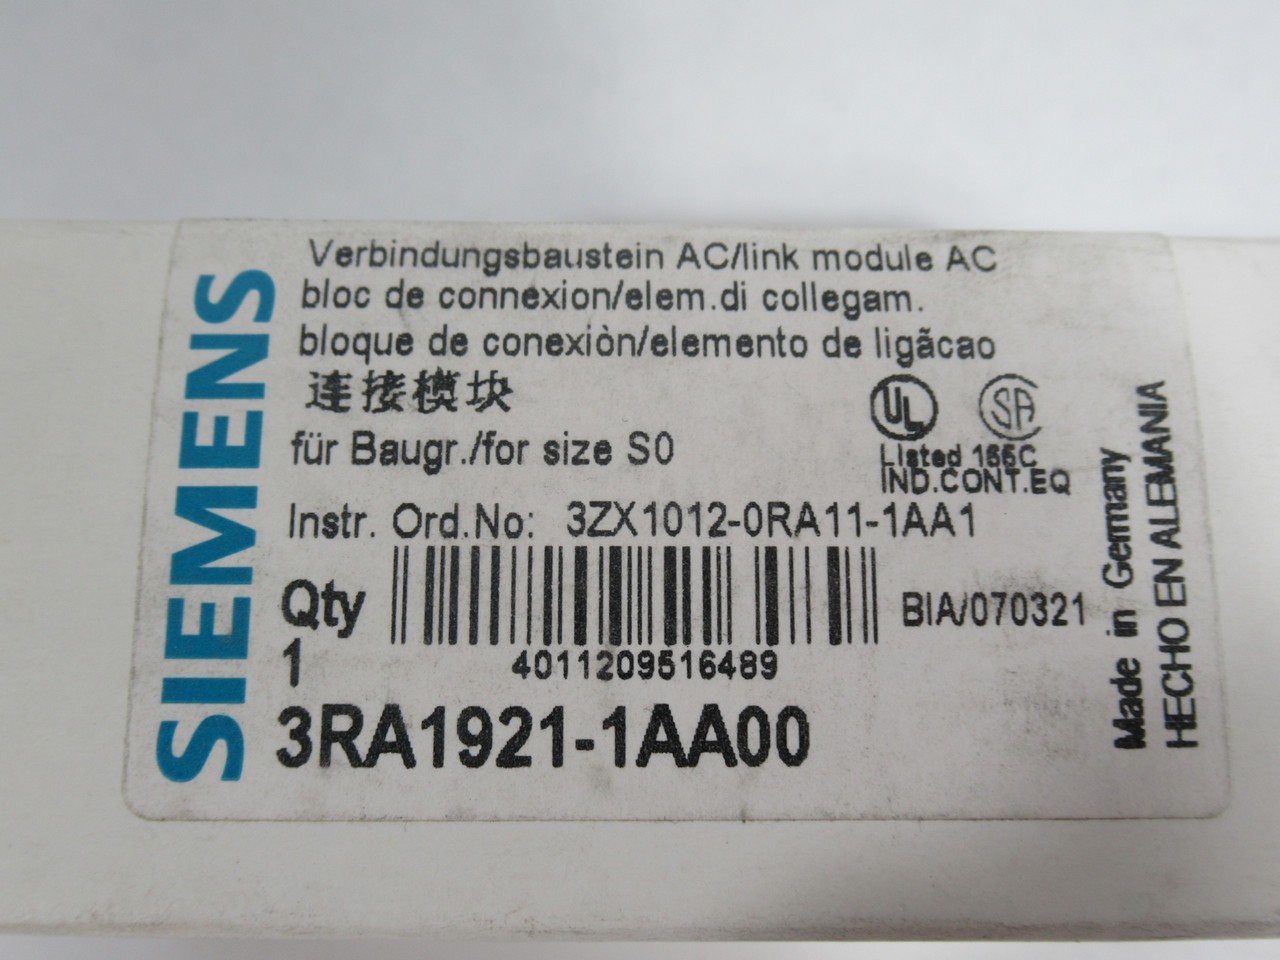 SIEMENS
Verbindungsbaustein AC/link module AC
bloc de connexion/elem.di collegam.
bloque de conexiòn/elemento de ligãcao
连接模块
für Baugr./for size S0
UL SA
Listed 166C
IND.CONT.EQ
Instr. Ord.No: 3ZX1012-0RA11-1AA1
Qty
1
4011209516489
BIA/070321
3RA1921-1AA00
Made in Germany
HECHO EN ALEMANIA